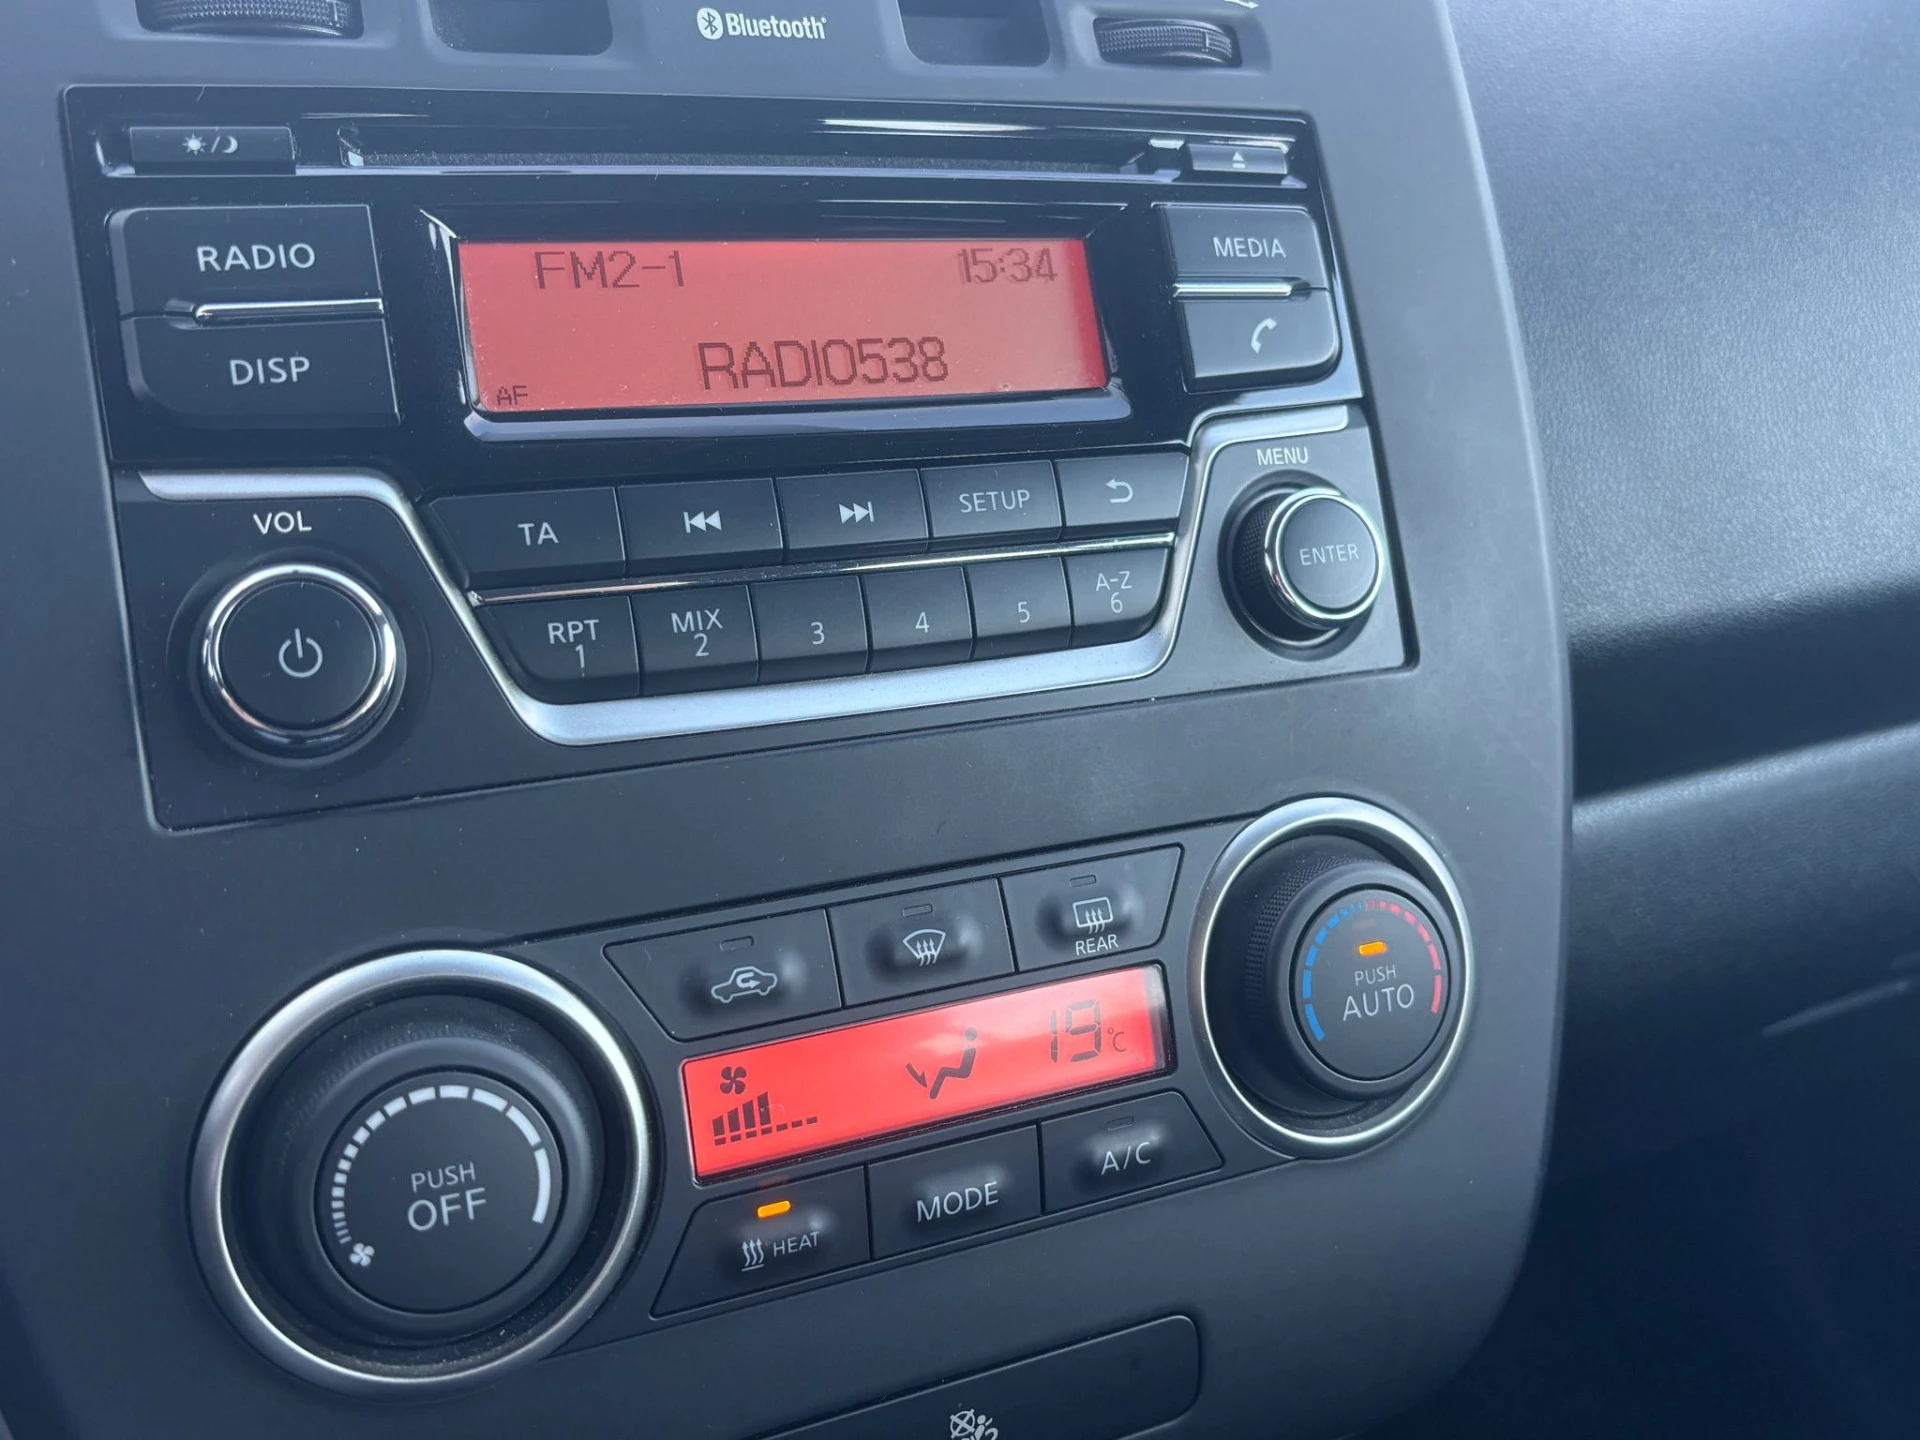 Bluetooth
RADIO
DISP
FM2-1
15:34
RADIO538
AF
MEDIA
MENU
ENTER
VOL
TA
SETUP
RPT
1
MIX
2
3
4
5
A-Z
6
REAR
PUSH
AUTO
19°C
PUSH
OFF
HEAT
MODE
A/C